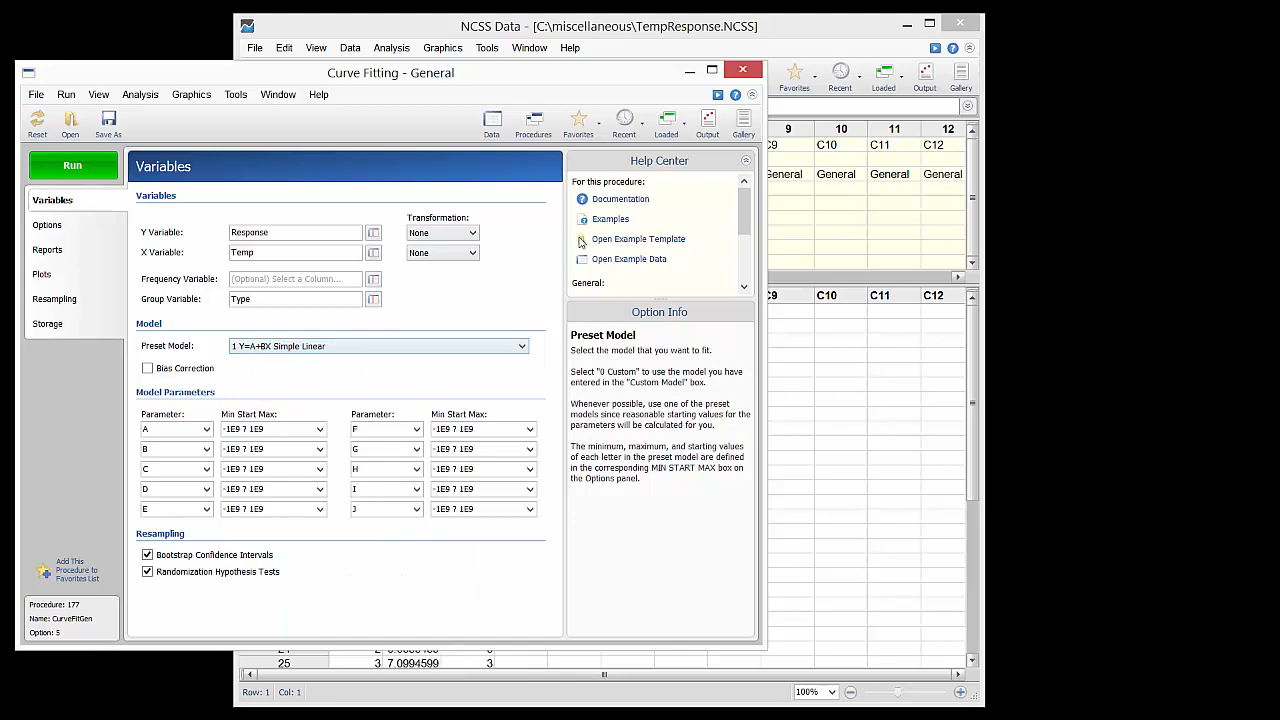 NCSS Data - [C:\miscellaneous\TempResponse.NCSS]
File Edit View Data Analysis Graphics Tools Window Help
Favorites Recent Loaded Output Gallery
9 10 11 12
C9 C10 C11 C12
General General General General
C9 C10 C11 C12
25 3 7.0994599 3
Row: 1 Col: 1 100%
Curve Fitting - General
File Run View Analysis Graphics Tools Window Help
Reset Open Save As Data Procedures Favorites Recent Loaded Output Gallery
Run
Variables
Options
Reports
Plots
Resampling
Storage
Add This
Procedure to
Favorites List
Procedure: 177
Name: CurveFitGen
Option: 5
Variables
Variables
Transformation:
Y Variable: Response None
X Variable: Temp None
Frequency Variable: (Optional) Select a Column...
Group Variable: Type
Model
Preset Model: 1 Y=A+BX Simple Linear
Bias Correction
Model Parameters
Parameter: Min Start Max: Parameter: Min Start Max:
A -1E9 ? 1E9 F -1E9 ? 1E9
B -1E9 ? 1E9 G -1E9 ? 1E9
C -1E9 ? 1E9 H -1E9 ? 1E9
D -1E9 ? 1E9 I -1E9 ? 1E9
E -1E9 ? 1E9 J -1E9 ? 1E9
Resampling
Bootstrap Confidence Intervals
Randomization Hypothesis Tests
Help Center
For this procedure:
Documentation
Examples
Open Example Template
Open Example Data
General:
Option Info
Preset Model
Select the model that you want to fit.
Select "0 Custom" to use the model you have
entered in the "Custom Model" box.
Whenever possible, use one of the preset
models since reasonable starting values for the
parameters will be calculated for you.
The minimum, maximum, and starting values
of each letter in the preset model are defined
in the corresponding MIN START MAX box on
the Options panel.